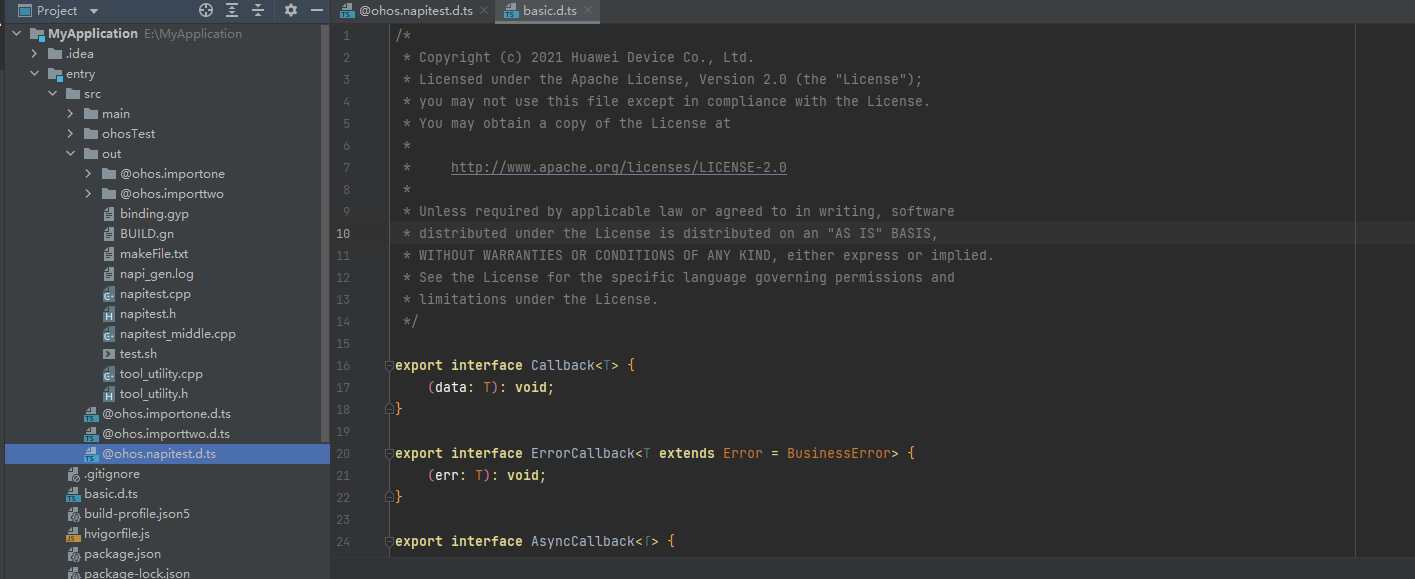 Project
MyApplication E:\MyApplication
.idea
entry
src
main
ohosTest
out
@ohos.importone
@ohos.importtwo
binding.gyp
BUILD.gn
makeFile.txt
napi_gen.log
napitest.cpp
napitest.h
napitest_middle.cpp
test.sh
tool_utility.cpp
tool_utility.h
@ohos.importone.d.ts
@ohos.importtwo.d.ts
@ohos.napitest.d.ts
.gitignore
basic.d.ts
build-profile.json5
hvigorfile.js
package.json
package-lock.json
@ohos.napitest.d.ts basic.d.ts
1 /*
2 * Copyright (c) 2021 Huawei Device Co., Ltd.
3 * Licensed under the Apache License, Version 2.0 (the "License");
4 * you may not use this file except in compliance with the License.
5 * You may obtain a copy of the License at
6 *
7 * http://www.apache.org/licenses/LICENSE-2.0
8 *
9 * Unless required by applicable law or agreed to in writing, software
10 * distributed under the License is distributed on an "AS IS" BASIS,
11 * WITHOUT WARRANTIES OR CONDITIONS OF ANY KIND, either express or implied.
12 * See the License for the specific language governing permissions and
13 * limitations under the License.
14 */
15
16 export interface Callback<T> {
17 (data: T): void;
18 }
19
20 export interface ErrorCallback<T extends Error = BusinessError> {
21 (err: T): void;
22 }
23
24 export interface AsyncCallback<T> {